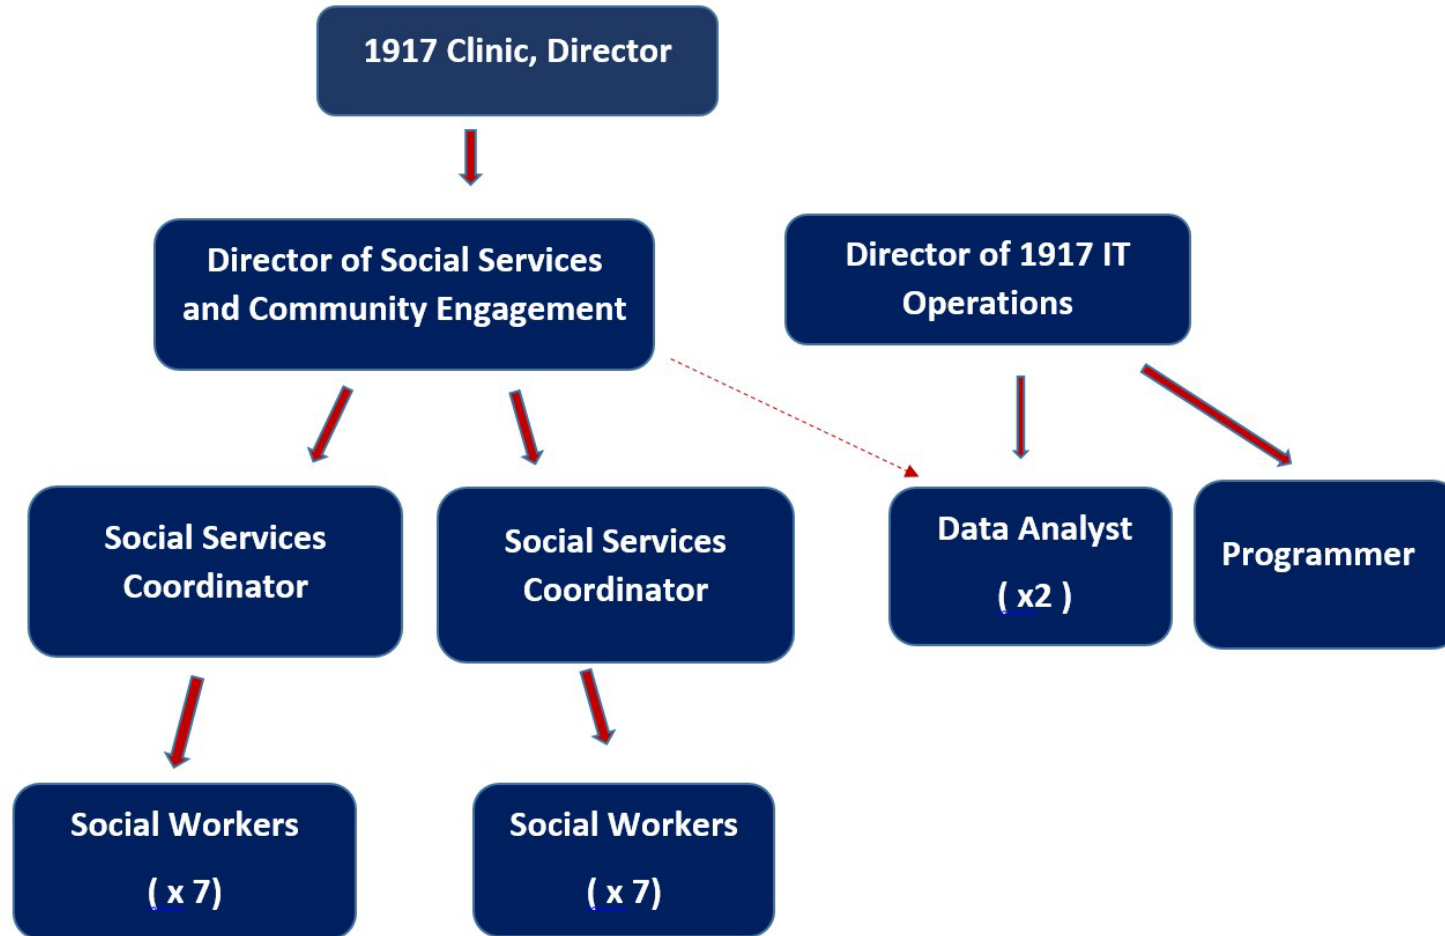 1917 Clinic, Director
Director of Social Services
and Community Engagement
Director of 1917 IT
Operations
Social Services
Coordinator
Social Services
Coordinator
Data Analyst
( x2 )
Programmer
Social Workers
( x 7)
Social Workers
( x 7)